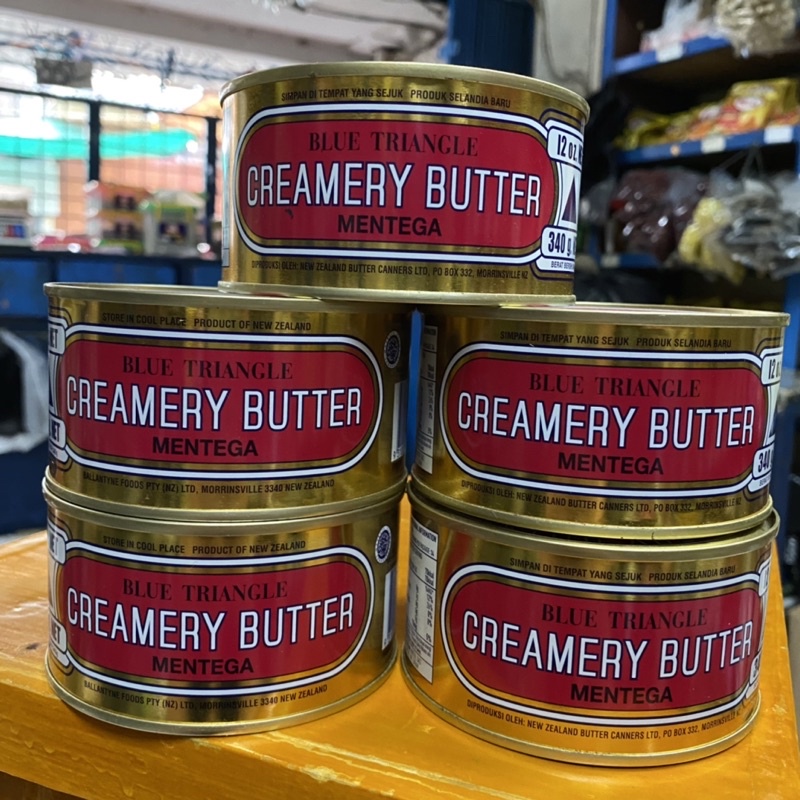 SIMPAN DI TEMPAT YANG SEJUK PRODUK SELANDIA BARU
BLUE TRIANGLE
CREAMERY BUTTER
MENTEGA
12 OZ.
340 g
DIPRODUKSI OLEH: NEW ZEALAND BUTTER CANNERS LTD, PO BOX 332, MORRINSVILLE NZ
STORE IN COOL PLACE PRODUCT OF NEW ZEALAND
BLUE TRIANGLE
CREAMERY BUTTER
MENTEGA
BALLANTYNE FOODS PTY (NZ) LTD, MORRINSVILLE 3340 NEW ZEALAND
SIMPAN DI TEMPAT YANG SEJUK PRODUK SELANDIA BARU
BLUE TRIANGLE
CREAMERY BUTTER
MENTEGA
12
340
DIPRODUKSI OLEH: NEW ZEALAND BUTTER CANNERS LTD, PO BOX 332, MORRINSVILLE NZ
STORE IN COOL PLACE PRODUCT OF NEW ZEALAND
BLUE TRIANGLE
CREAMERY BUTTER
MENTEGA
BALLANTYNE FOODS PTY (NZ) LTD, MORRINSVILLE 3340 NEW ZEALAND
SIMPAN DI TEMPAT YANG SEJUK PRODUK SELANDIA BARU
BLUE TRIANGLE
CREAMERY BUTTER
MENTEGA
DIPRODUKSI OLEH: NEW ZEALAND BUTTER CANNERS LTD, PO BOX 332, MORRINSVILLE NZ